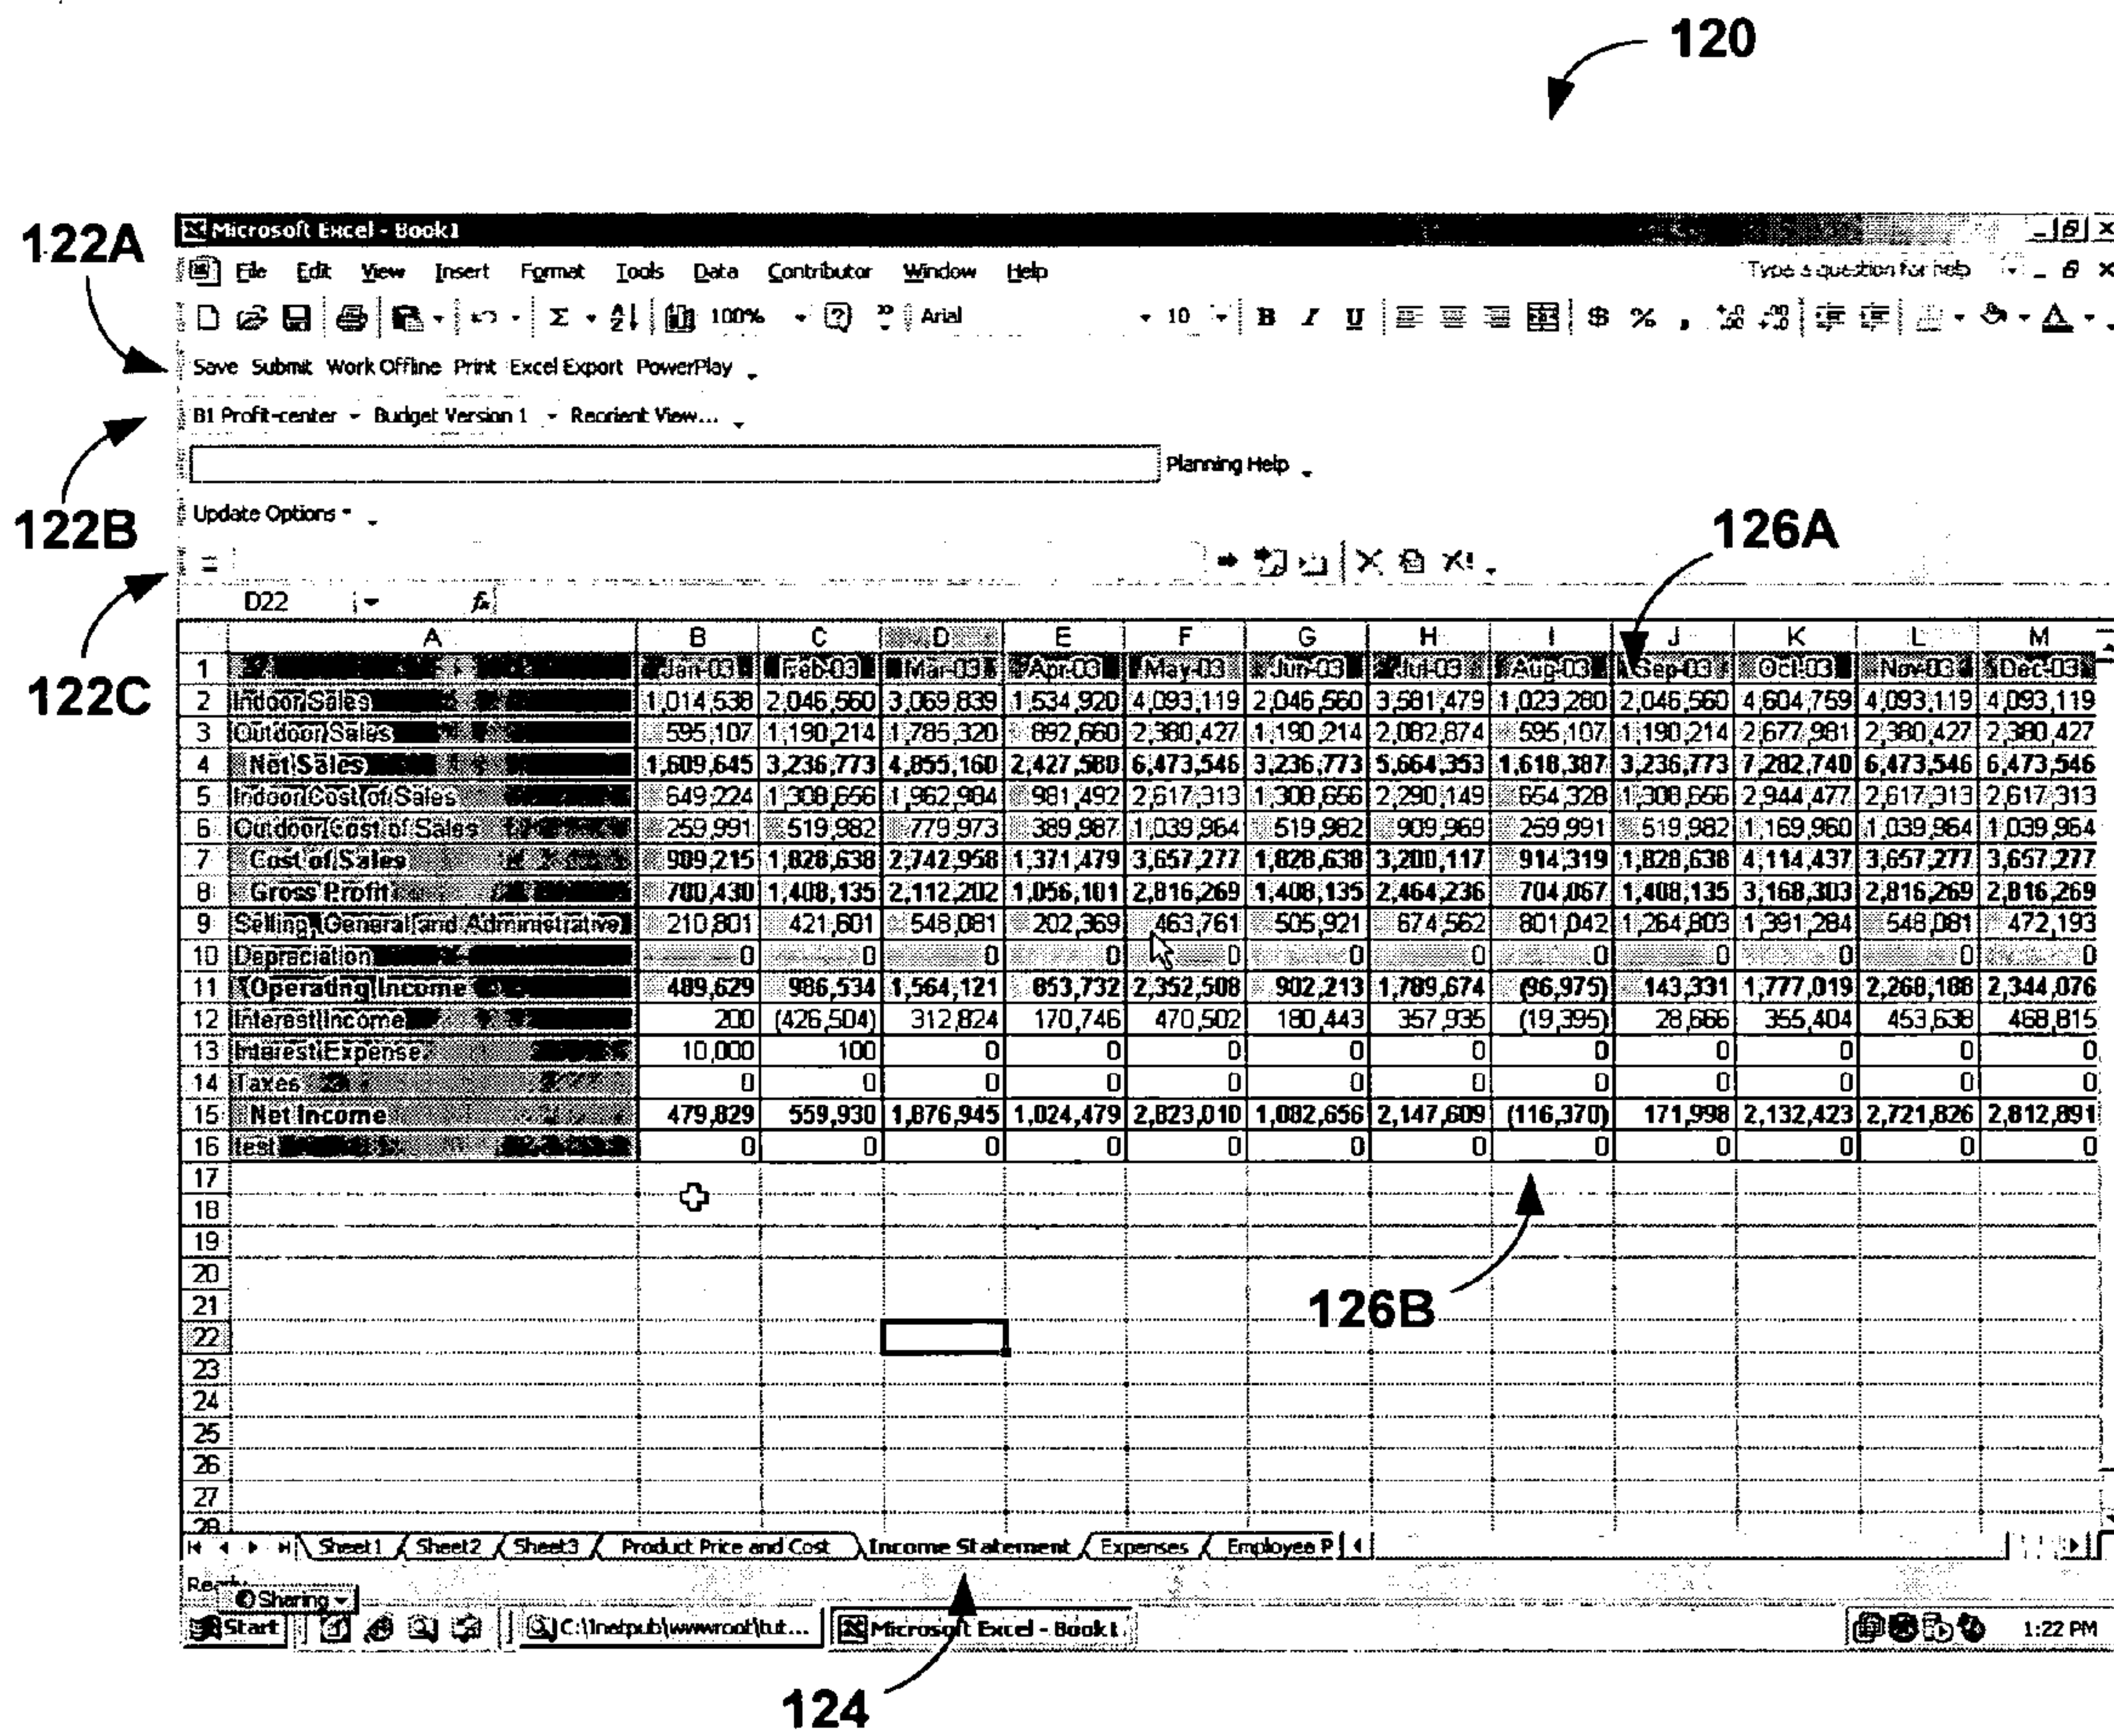 120
122A
Microsoft Excel - Book1
File Edit View Insert Format Tools Data Contributor Window Help Type a question for help
100% Arial 10 B I U $ % ,
Save Submit Work Offline Print Excel Export PowerPlay
B1 Profit-center Budget Version 1 Reorient View...
Planning Help
122B
Update Options
126A
=
D22 fx
122C
A B C D E F G H I J K L M
1 Jan-03 Feb-03 Mar-03 Apr-03 May-03 Jun-03 Jul-03 Aug-03 Sep-03 Oct-03 Nov-03 Dec-03
2 Indoor Sales 1,014,538 2,046,560 3,069,839 1,534,920 4,093,119 2,046,560 3,581,479 1,023,280 2,046,560 4,604,759 4,093,119 4,093,119
3 Outdoor Sales 595,107 1,190,214 1,785,320 892,660 2,380,427 1,190,214 2,082,874 595,107 1,190,214 2,677,981 2,380,427 2,380,427
4 Net Sales 1,609,645 3,236,773 4,855,160 2,427,580 6,473,546 3,236,773 5,664,353 1,618,387 3,236,773 7,282,740 6,473,546 6,473,546
5 Indoor Cost of Sales 649,224 1,308,656 1,962,984 981,492 2,617,313 1,308,656 2,290,149 654,328 1,308,656 2,944,477 2,617,313 2,617,313
6 Outdoor Cost of Sales 259,991 519,982 779,973 389,987 1,039,964 519,982 909,969 259,991 519,982 1,169,960 1,039,964 1,039,964
7 Cost of Sales 909,215 1,828,638 2,742,958 1,371,479 3,657,277 1,828,638 3,200,117 914,319 1,828,638 4,114,437 3,657,277 3,657,277
8 Gross Profit 700,430 1,408,135 2,112,202 1,056,101 2,816,269 1,408,135 2,464,236 704,067 1,408,135 3,168,303 2,816,269 2,816,269
9 Selling, General and Administrative 210,801 421,601 548,081 202,369 463,761 505,921 674,562 801,042 1,264,803 1,391,284 548,081 472,193
10 Depreciation 0 0 0 0 0 0 0 0 0 0 0 0
11 Operating Income 489,629 986,534 1,564,121 853,732 2,352,508 902,213 1,789,674 (96,975) 143,331 1,777,019 2,268,188 2,344,076
12 Interest Income 200 (426,504) 312,824 170,746 470,502 180,443 357,935 (19,395) 28,666 355,404 453,638 468,815
13 Interest Expense 10,000 100 0 0 0 0 0 0 0 0 0 0
14 Taxes 0 0 0 0 0 0 0 0 0 0 0 0
15 Net Income 479,829 559,930 1,876,945 1,024,479 2,823,010 1,082,656 2,147,609 (116,370) 171,998 2,132,423 2,721,826 2,812,891
16 test 0 0 0 0 0 0 0 0 0 0 0 0
17
18
19
20
21
126B
22
23
24
25
26
27
28
Sheet1 Sheet2 Sheet3 Product Price and Cost Income Statement Expenses Employee P
Sharing
Start C:\Inetpub\wwwroot\tut... Microsoft Excel - Book1 1:22 PM
124